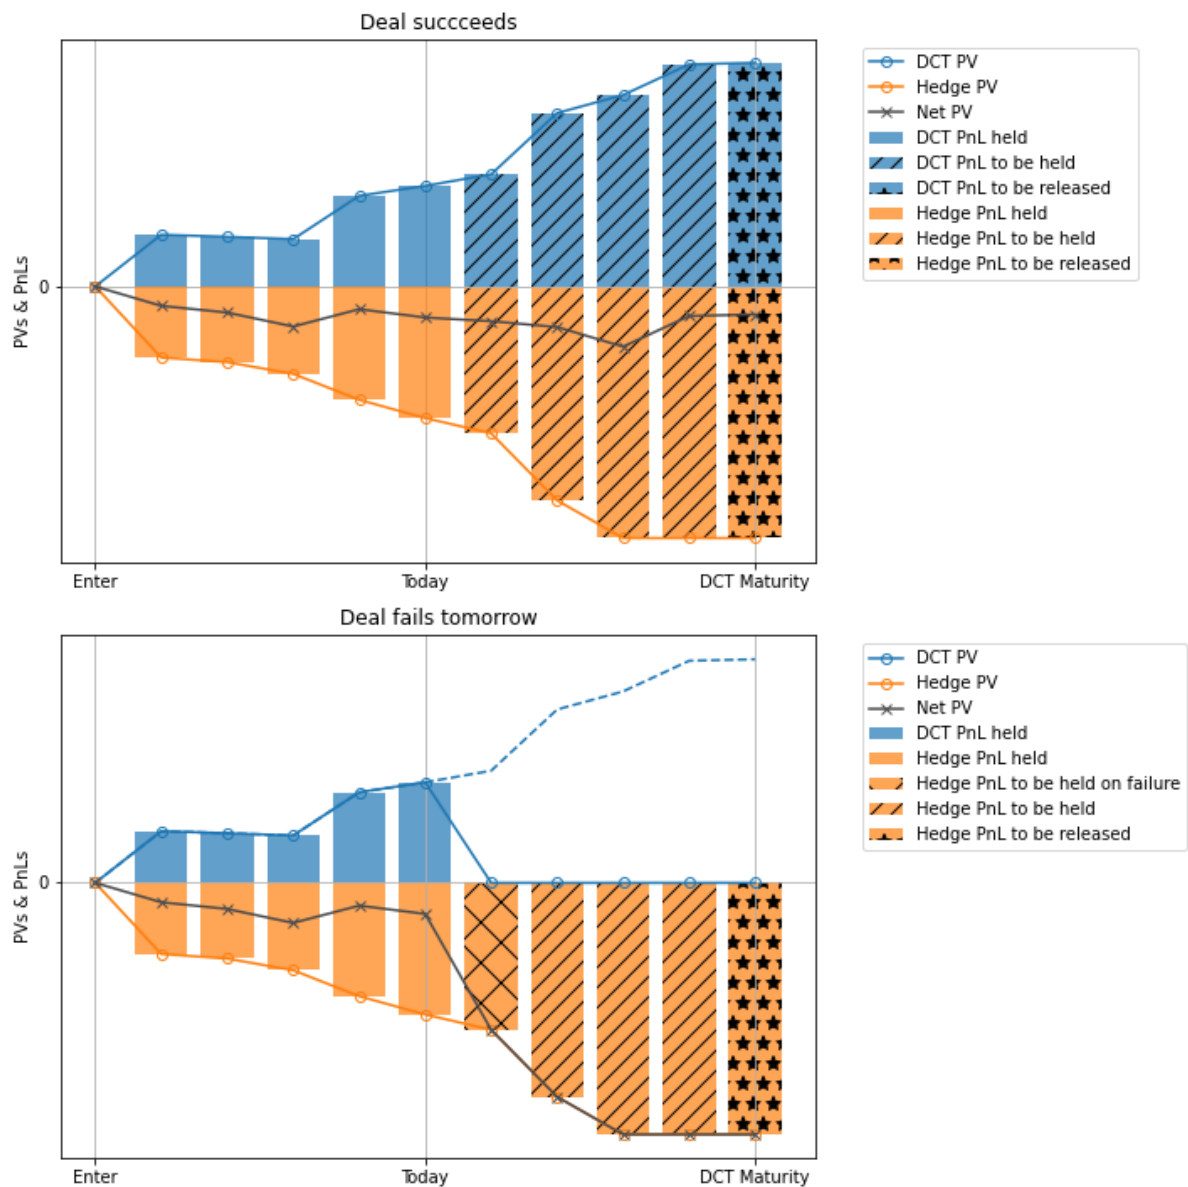 Deal succceeds
DCT PV
Hedge PV
Net PV
DCT PnL held
DCT PnL to be held
DCT PnL to be released
Hedge PnL held
Hedge PnL to be held
Hedge PnL to be released
PVs & PnLs
0
Enter
Today
DCT Maturity
Deal fails tomorrow
DCT PV
Hedge PV
Net PV
DCT PnL held
Hedge PnL held
Hedge PnL to be held on failure
Hedge PnL to be held
Hedge PnL to be released
PVs & PnLs
0
Enter
Today
DCT Maturity